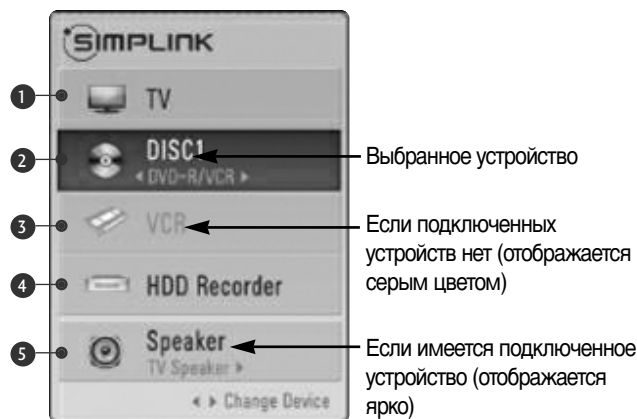 SIMPLINK
1 TV
2 DISC1
◂ DVD-R/VCR ▸
Выбранное устройство
3 VCR
Если подключенных
устройств нет (отображается
серым цветом)
4 HDD Recorder
5 Speaker
TV Speaker ▸
Если имеется подключенное
устройство (отображается
ярко)
◂ ▸ Change Device